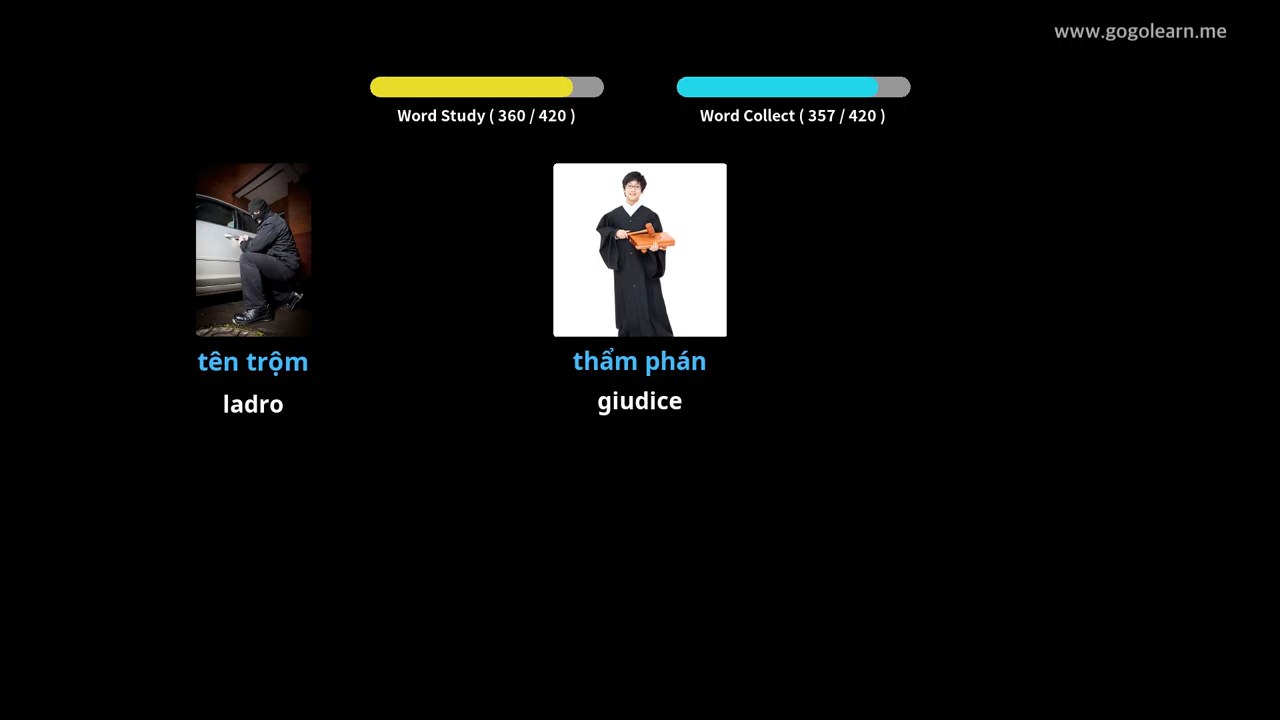 www.gogolearn.me
Word Study ( 360 / 420 )
Word Collect ( 357 / 420 )
tên trộm
thẩm phán
ladro
giudice